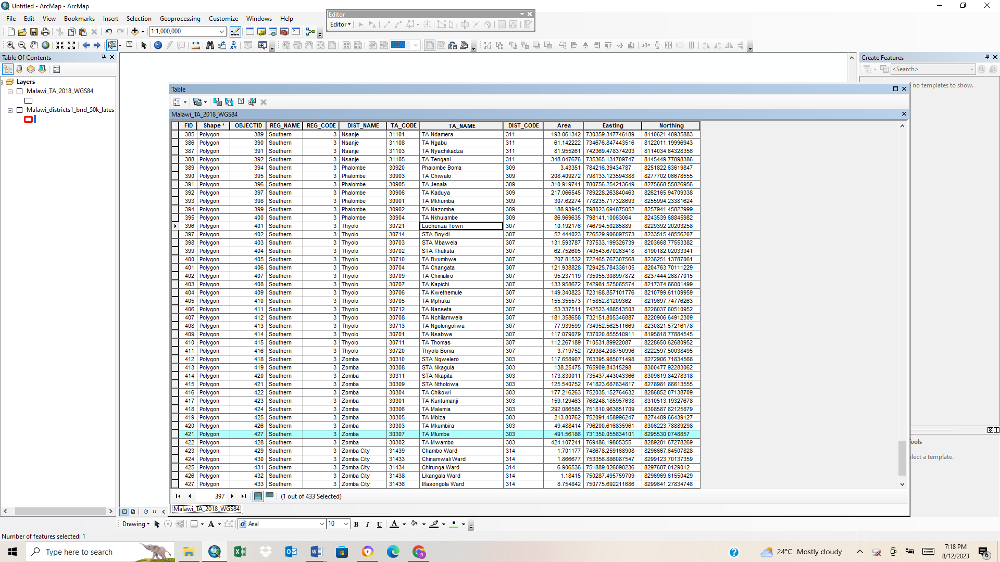 Untitled - ArcMap - ArcMap
File Edit View Bookmarks Insert Selection Geoprocessing Customize Windows Help
Editor
Editor
1:1,000,000
100%
Table Of Contents
Layers
Malawi_TA_2018_WGS84
Malawi_districts1_bnd_50k_lates
Create Features
<Search>
no templates to show.
Table
Malawi_TA_2018_WGS84
FID Shape * OBJECTID REG_NAME REG_CODE DIST_NAME TA_CODE TA_NAME DIST_CODE Area Easting Northing
385 Polygon 389 Southern 3 Nsanje 31101 TA Ndamera 311 193.061342 730359.347746189 8110621.40935883
386 Polygon 390 Southern 3 Nsanje 31108 TA Ngabu 311 61.142222 734676.847443516 8122011.19996943
387 Polygon 391 Southern 3 Nsanje 31103 TA Nyachikadza 311 81.955261 742369.478374203 8114034.64328356
388 Polygon 392 Southern 3 Nsanje 31105 TA Tengani 311 348.047676 735365.131709747 8145449.77898386
389 Polygon 394 Southern 3 Phalombe 30920 Phalombe Boma 309 3.43351 784216.39434787 8251822.63619847
390 Polygon 395 Southern 3 Phalombe 30903 TA Chiwalo 309 208.409272 798133.123594388 8277702.06678555
391 Polygon 396 Southern 3 Phalombe 30905 TA Jenala 309 310.919741 780756.254213649 8275668.55826956
392 Polygon 397 Southern 3 Phalombe 30906 TA Kaduya 309 217.066545 789228.263840463 8262165.94709338
393 Polygon 398 Southern 3 Phalombe 30901 TA Mkhumba 309 307.62274 778235.717328693 8255994.23381624
394 Polygon 399 Southern 3 Phalombe 30902 TA Nazombe 309 188.93945 798023.694875052 8257941.45822999
395 Polygon 400 Southern 3 Phalombe 30904 TA Nkhulambe 309 86.969635 798141.10063064 8243539.68845982
396 Polygon 401 Southern 3 Thyolo 30721 Luchenza Town 307 10.192176 746794.50285889 8229392.20203258
397 Polygon 402 Southern 3 Thyolo 30714 STA Boyidi 307 52.444023 726529.906097573 8233515.48556207
398 Polygon 403 Southern 3 Thyolo 30703 STA Mbawela 307 131.593787 737533.199326739 8203668.77553382
399 Polygon 404 Southern 3 Thyolo 30702 STA Thukuta 307 62.752605 740543.670263418 8190182.02033341
400 Polygon 405 Southern 3 Thyolo 30710 TA Bvumbwe 307 207.81532 722465.767307568 8236251.13787061
401 Polygon 406 Southern 3 Thyolo 30704 TA Changata 307 121.938828 729425.784336105 8204763.70111229
402 Polygon 407 Southern 3 Thyolo 30709 TA Chimaliro 307 95.237119 735055.308997872 8237444.26877015
403 Polygon 408 Southern 3 Thyolo 30707 TA Kapichi 307 133.958672 742981.575065574 8217374.86001499
404 Polygon 409 Southern 3 Thyolo 30706 TA Kwethemule 307 149.340823 723168.857101776 8210799.61109959
405 Polygon 410 Southern 3 Thyolo 30705 TA Mphuka 307 155.355573 715852.81209362 8219697.74776263
406 Polygon 411 Southern 3 Thyolo 30712 TA Nanseta 307 53.337511 742523.488513503 8228037.60510952
407 Polygon 412 Southern 3 Thyolo 30708 TA Nchilamwela 307 181.358658 732151.805346887 8220906.64912309
408 Polygon 413 Southern 3 Thyolo 30713 TA Ngolongoliwa 307 77.939599 734952.562511669 8230821.57216178
409 Polygon 414 Southern 3 Thyolo 30701 TA Nsabwe 307 117.079079 737020.855510911 8195818.77884545
410 Polygon 415 Southern 3 Thyolo 30711 TA Thomas 307 112.267189 710531.89922087 8228650.62680952
411 Polygon 416 Southern 3 Thyolo 30720 Thyolo Boma 307 3.719752 729384.208750996 8222597.50038495
412 Polygon 418 Southern 3 Zomba 30310 STA Ngwelero 303 117.658907 763395.985071498 8272906.71834568
413 Polygon 419 Southern 3 Zomba 30308 STA Nkagula 303 138.25475 765909.84315298 8300477.92283062
414 Polygon 420 Southern 3 Zomba 30311 STA Nkapita 303 173.830011 735437.443043366 8309619.84278318
415 Polygon 421 Southern 3 Zomba 30309 STA Ntholowa 303 125.540752 741823.687634817 8278981.86613555
416 Polygon 422 Southern 3 Zomba 30304 TA Chikowi 303 177.216263 752035.152764632 8286852.07138709
417 Polygon 423 Southern 3 Zomba 30301 TA Kuntumanji 303 159.129463 768248.185957638 8310513.19327678
418 Polygon 424 Southern 3 Zomba 30306 TA Malemia 303 292.086585 751810.963651709 8308587.62125879
419 Polygon 425 Southern 3 Zomba 30305 TA Mbiza 303 213.80762 752091.458996247 8274489.66439127
420 Polygon 426 Southern 3 Zomba 30303 TA Mkumbira 303 49.488414 796200.616835961 8306223.78889298
421 Polygon 427 Southern 3 Zomba 30307 TA Mlumbe 303 491.56186 731350.055634101 8295530.0748857
422 Polygon 428 Southern 3 Zomba 30302 TA Mwambo 303 424.107241 769486.19805355 8289281.67278269
423 Polygon 429 Southern 3 Zomba City 31439 Chambo Ward 314 1.701177 748678.259168908 8296667.64507828
424 Polygon 430 Southern 3 Zomba City 31433 Chinamwali Ward 314 1.866677 753356.886087547 8299123.70137359
425 Polygon 431 Southern 3 Zomba City 31434 Chirunga Ward 314 6.906536 751889.026090236 8297687.0129012
426 Polygon 432 Southern 3 Zomba City 31438 Likangala Ward 314 1.18415 750287.495759709 8296969.61550429
427 Polygon 433 Southern 3 Zomba City 31436 Masongola Ward 314 8.754842 750775.692211686 8299641.27834746
ools
elect a template.
397 (1 out of 433 Selected)
Malawi_TA_2018_WGS84
Drawing A Arial 10 B I U A
Number of features selected: 1
Type here to search
24°C Mostly cloudy
7:18 PM
8/12/2023
6